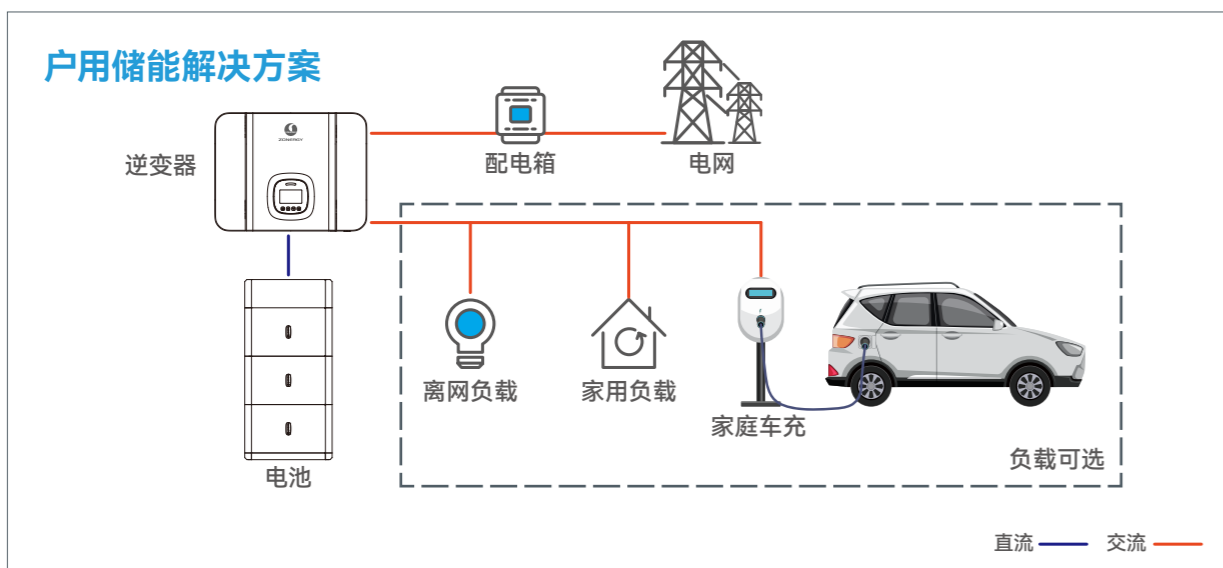 户用储能解决方案
ZONERGY
逆变器
配电箱
电网
离网负载
家用负载
家庭车充
电池
负载可选
直流
交流